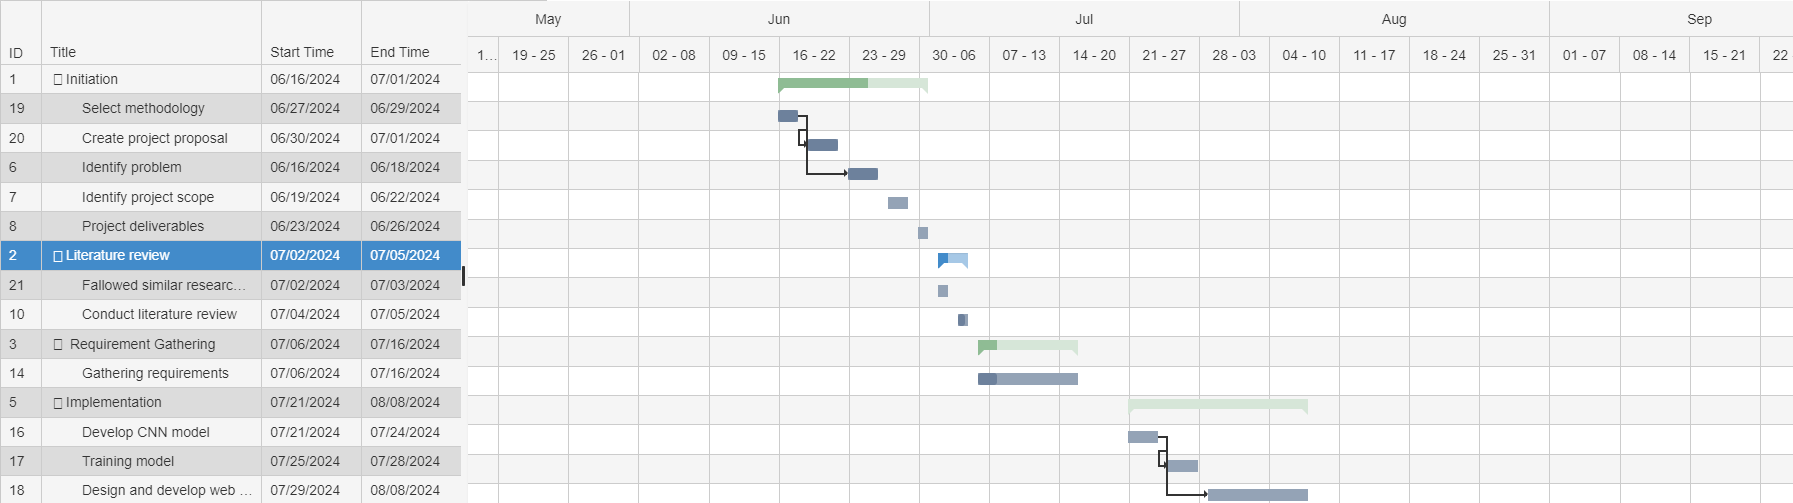 May Jun Jul Aug Sep
ID Title Start Time End Time 1... 19 - 25 26 - 01 02 - 08 09 - 15 16 - 22 23 - 29 30 - 06 07 - 13 14 - 20 21 - 27 28 - 03 04 - 10 11 - 17 18 - 24 25 - 31 01 - 07 08 - 14 15 - 21 22
1 Initiation 06/16/2024 07/01/2024
19 Select methodology 06/27/2024 06/29/2024
20 Create project proposal 06/30/2024 07/01/2024
6 Identify problem 06/16/2024 06/18/2024
7 Identify project scope 06/19/2024 06/22/2024
8 Project deliverables 06/23/2024 06/26/2024
2 Literature review 07/02/2024 07/05/2024
21 Fallowed similar researc... 07/02/2024 07/03/2024
10 Conduct literature review 07/04/2024 07/05/2024
3 Requirement Gathering 07/06/2024 07/16/2024
14 Gathering requirements 07/06/2024 07/16/2024
5 Implementation 07/21/2024 08/08/2024
16 Develop CNN model 07/21/2024 07/24/2024
17 Training model 07/25/2024 07/28/2024
18 Design and develop web ... 07/29/2024 08/08/2024